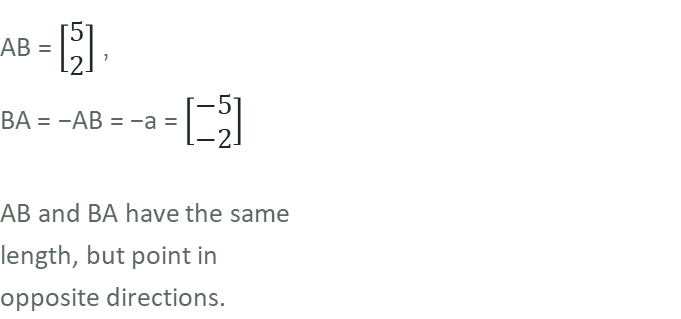 AB = [5 2] ,
BA = −AB = −a = [−5 −2]
AB and BA have the same
length, but point in
opposite directions.